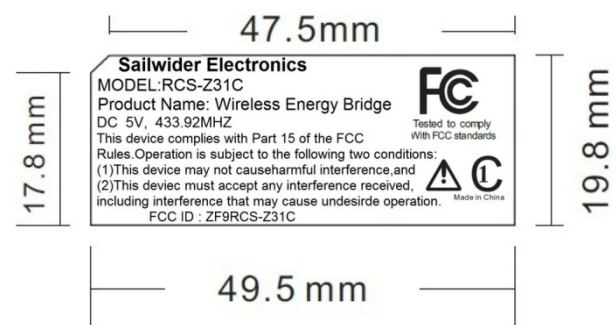 47.5mm
Sailwider Electronics
MODEL:RCS-Z31C
Product Name: Wireless Energy Bridge
DC 5V, 433.92MHZ
This device complies with Part 15 of the FCC
Rules.Operation is subject to the following two conditions:
(1)This device may not causeharmful interference,and
(2)This deviec must accept any interference received,
including interference that may cause undesirde operation.
FCC ID : ZF9RCS-Z31C
FC
Tested to comply
With FCC standards
1
Made in China
17.8 mm
19.8 mm
49.5 mm